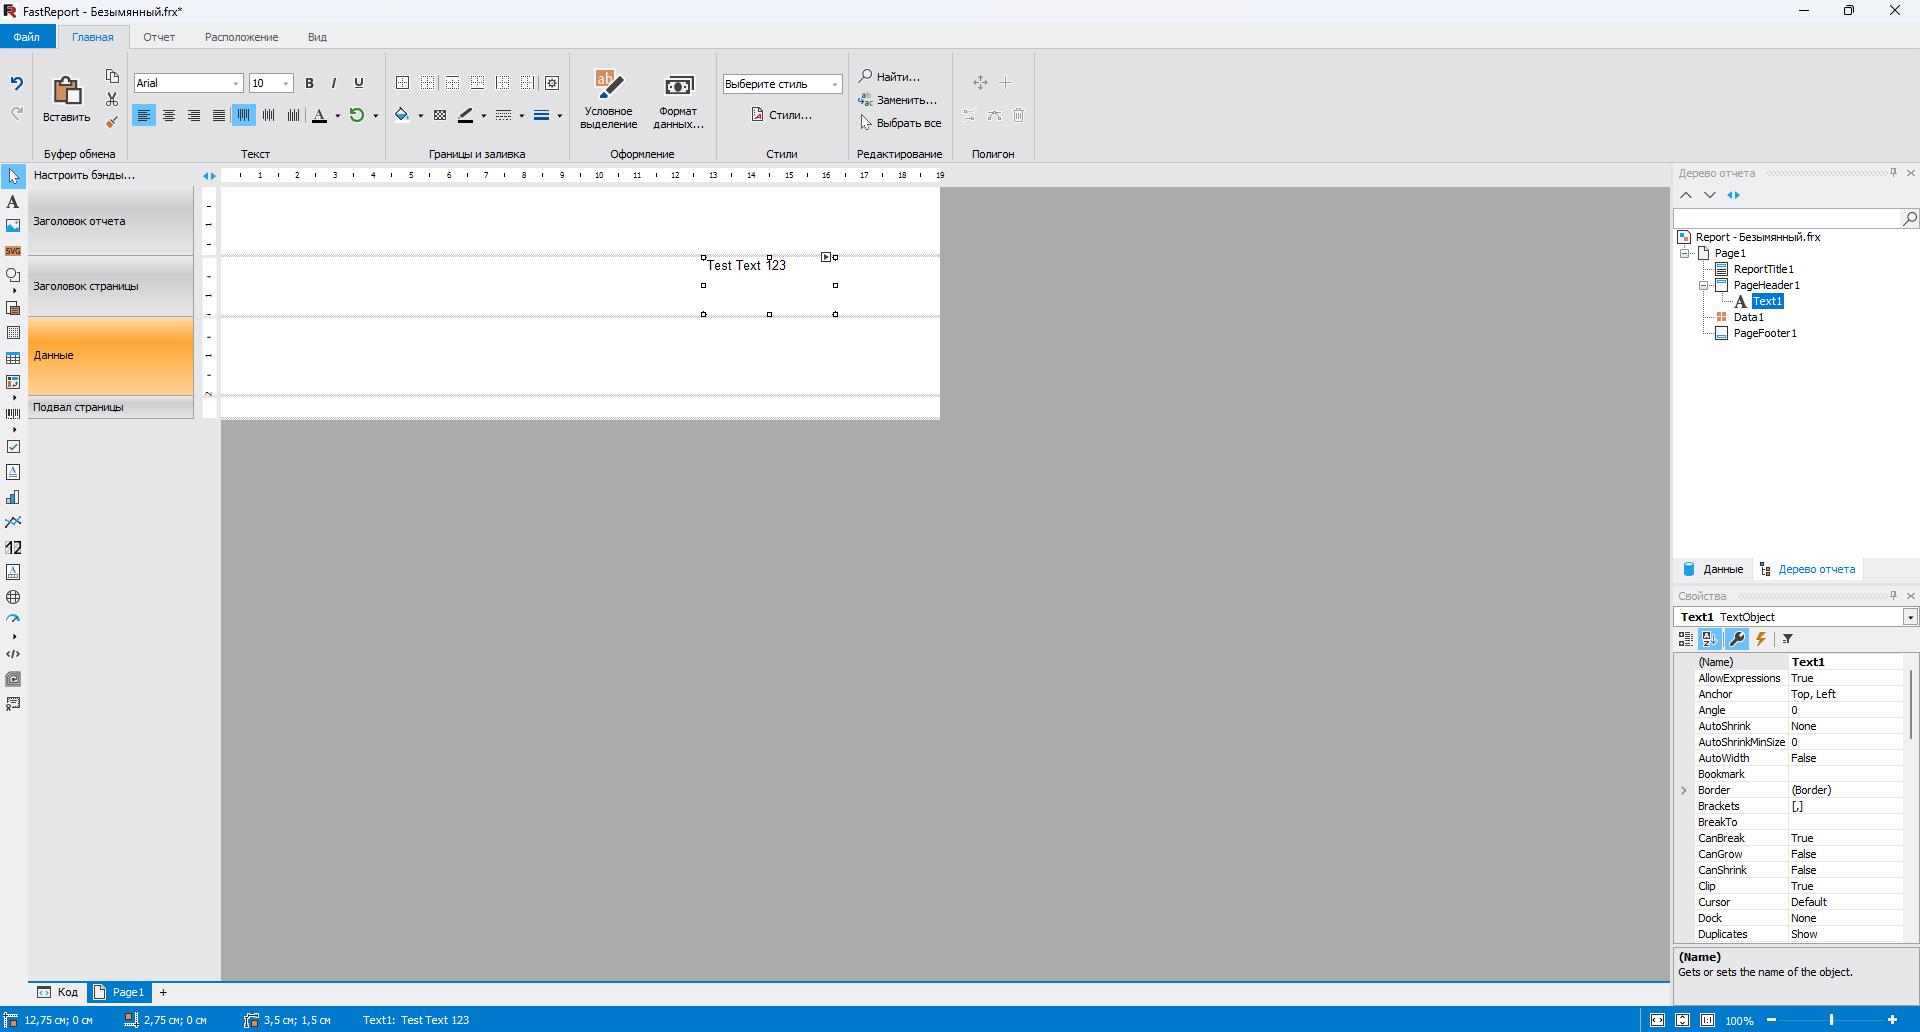 FastReport - Безымянный.frx*
Файл Главная Отчет Расположение Вид
Arial 10 B I U
Выберите стиль
Найти...
Вставить
Условное выделение
Формат данных...
Заменить...
Стили...
Выбрать все
Буфер обмена Текст Границы и заливка Оформление Стили Редактирование Полигон
Настроить бэнды...
1 2 3 4 5 6 7 8 9 10 11 12 13 14 15 16 17 18 19
Заголовок отчета
1
Заголовок страницы
1
Test Text 123
Данные
1
2
Подвал страницы
A
SVG
12
Дерево отчета
Report - Безымянный.frx
Page1
ReportTitle1
PageHeader1
A Text1
Data1
PageFooter1
Данные Дерево отчета
Свойства
Text1 TextObject
(Name) Text1
AllowExpressions True
Anchor Top, Left
Angle 0
AutoShrink None
AutoShrinkMinSize 0
AutoWidth False
Bookmark
Border (Border)
Brackets [,]
BreakTo
CanBreak True
CanGrow False
CanShrink False
Clip True
Cursor Default
Dock None
Duplicates Show
(Name)
Gets or sets the name of the object.
Код Page1 +
12,75 см; 0 см 2,75 см; 0 см 3,5 см; 1,5 см Text1: Test Text 123 100%